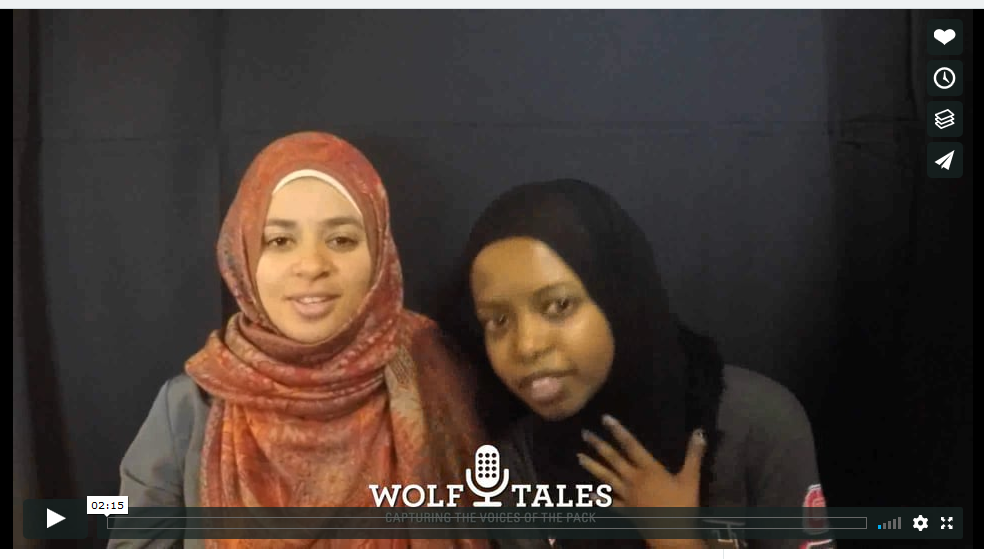 WOLF TALES
CAPTURING THE VOICES OF THE PACK
02:15